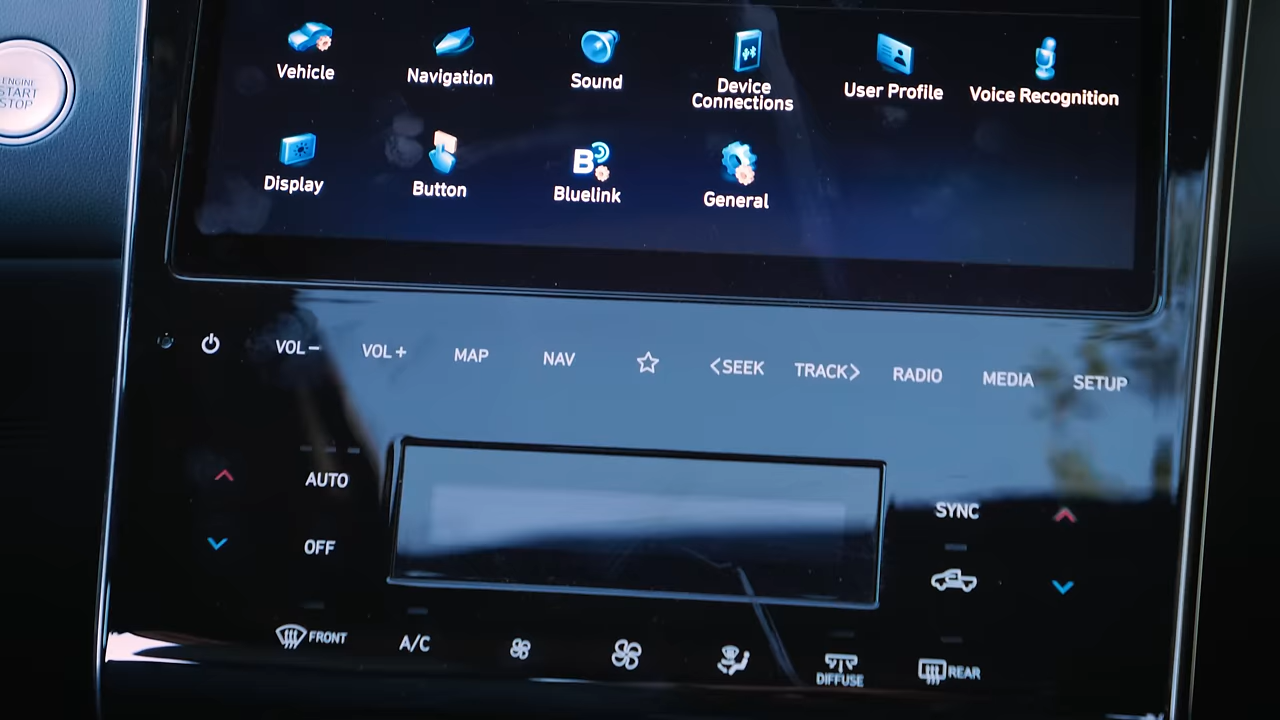 ENGINE
START
STOP
Vehicle
Navigation
Sound
Device
Connections
User Profile
Voice Recognition
Display
Button
Bluelink
General
VOL−
VOL+
MAP
NAV
<SEEK
TRACK>
RADIO
MEDIA
SETUP
AUTO
SYNC
OFF
FRONT
A/C
DIFFUSE
REAR